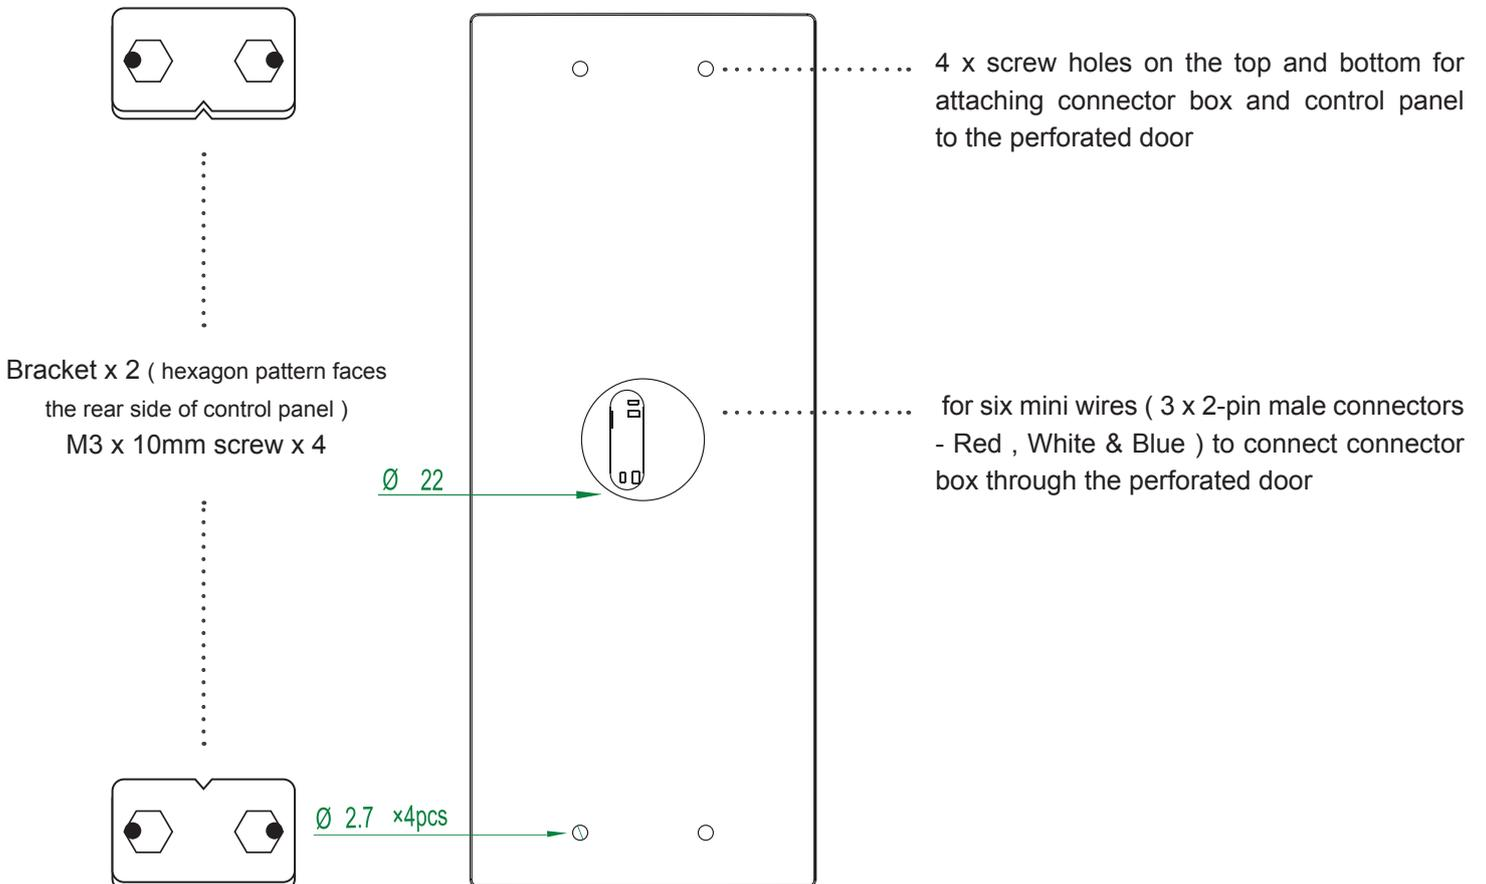 4 x screw holes on the top and bottom for
attaching connector box and control panel
to the perforated door
Bracket x 2 ( hexagon pattern faces
the rear side of control panel )
M3 x 10mm screw x 4
for six mini wires ( 3 x 2-pin male connectors
- Red , White & Blue ) to connect connector
box through the perforated door
Ø 22
Ø 2.7 ×4pcs